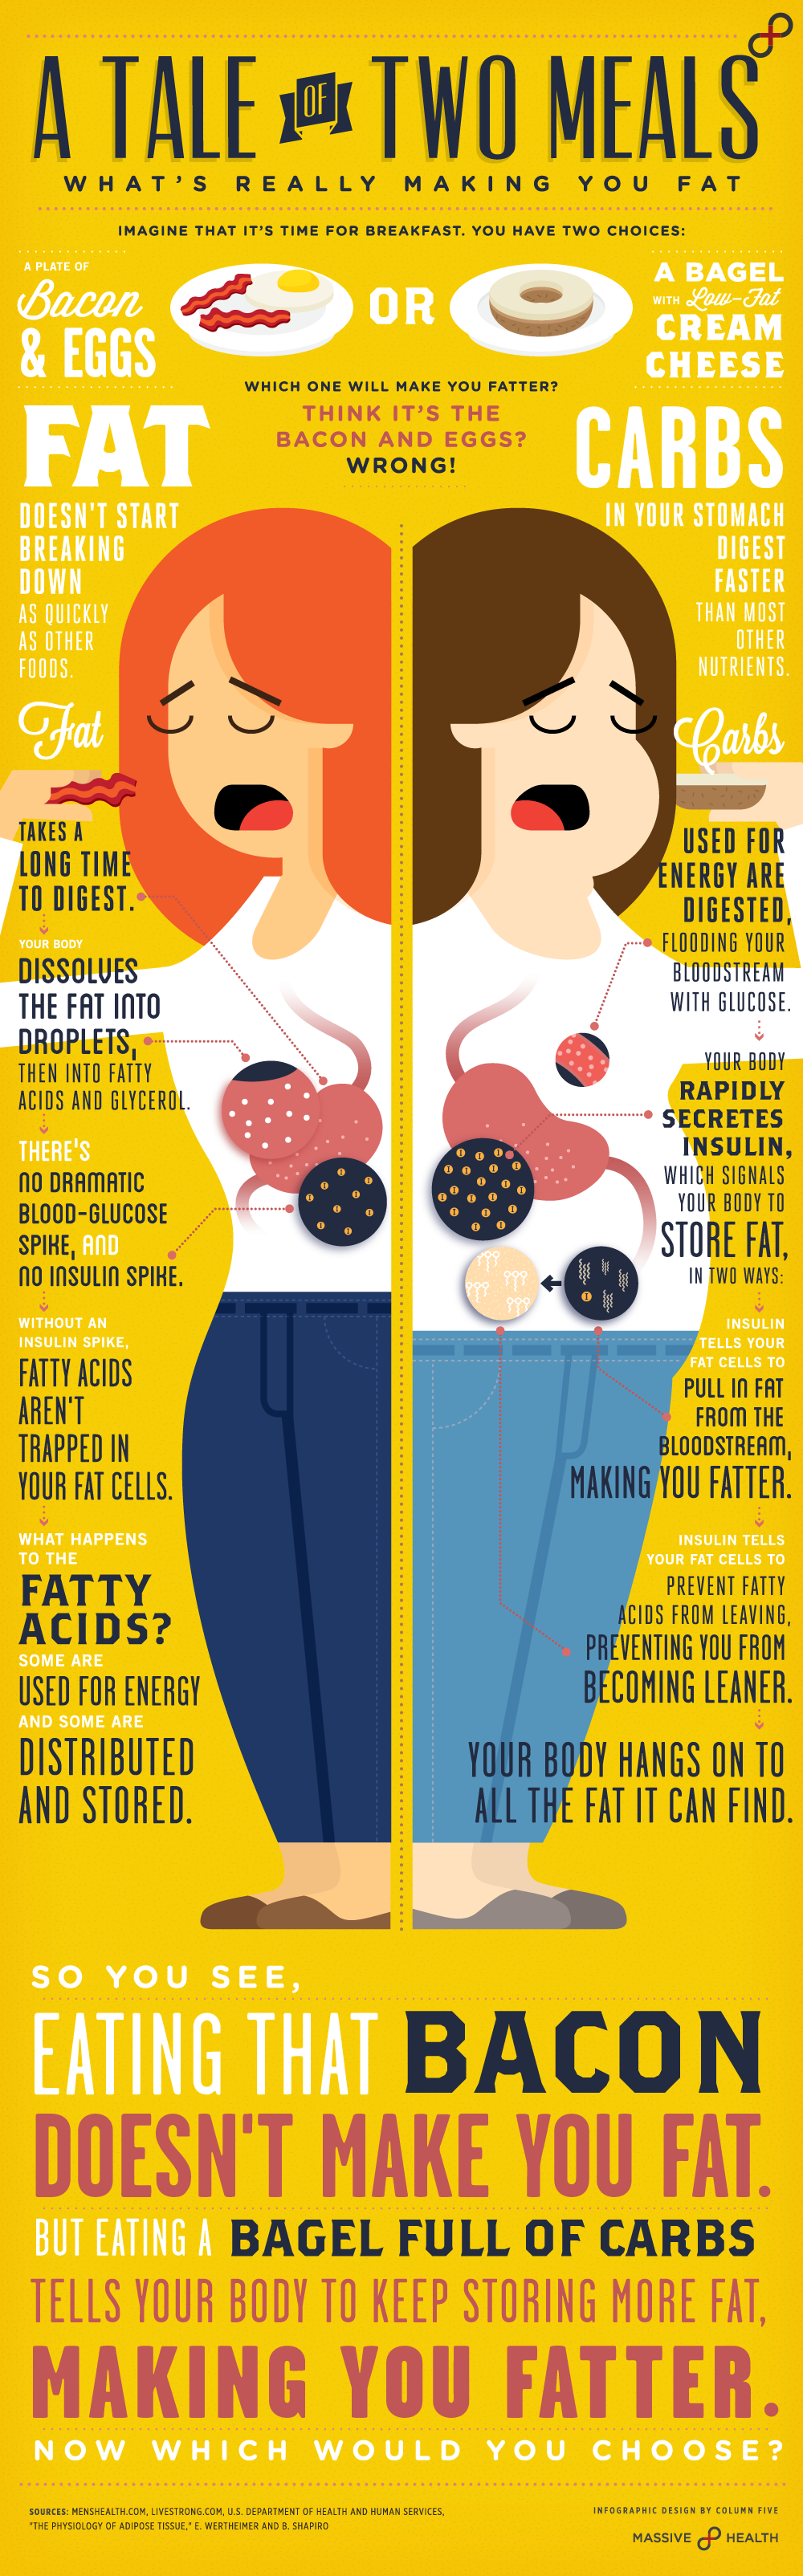 A TALE OF TWO MEALS
WHAT'S REALLY MAKING YOU FAT
IMAGINE THAT IT'S TIME FOR BREAKFAST. YOU HAVE TWO CHOICES:
A PLATE OF
Bacon
& EGGS
OR
A BAGEL
WITH Low-Fat
CREAM
CHEESE
WHICH ONE WILL MAKE YOU FATTER?
THINK IT'S THE
BACON AND EGGS?
WRONG!
FAT
DOESN'T START
BREAKING
DOWN
AS QUICKLY
AS OTHER
FOODS.
CARBS
IN YOUR STOMACH
DIGEST
FASTER
THAN MOST
OTHER
NUTRIENTS.
Fat
TAKES A
LONG TIME
TO DIGEST.
YOUR BODY
DISSOLVES
THE FAT INTO
DROPLETS,
THEN INTO FATTY
ACIDS AND GLYCEROL.
THERE'S
NO DRAMATIC
BLOOD-GLUCOSE
SPIKE, AND
NO INSULIN SPIKE.
WITHOUT AN
INSULIN SPIKE,
FATTY ACIDS
AREN'T
TRAPPED IN
YOUR FAT CELLS.
WHAT HAPPENS
TO THE
FATTY
ACIDS?
SOME ARE
USED FOR ENERGY
AND SOME ARE
DISTRIBUTED
AND STORED.
Carbs
USED FOR
ENERGY ARE
DIGESTED,
FLOODING YOUR
BLOODSTREAM
WITH GLUCOSE.
YOUR BODY
RAPIDLY
SECRETES
INSULIN,
WHICH SIGNALS
YOUR BODY TO
STORE FAT,
IN TWO WAYS:
INSULIN
TELLS YOUR
FAT CELLS TO
PULL IN FAT
FROM THE
BLOODSTREAM,
MAKING YOU FATTER.
INSULIN TELLS
YOUR FAT CELLS TO
PREVENT FATTY
ACIDS FROM LEAVING,
PREVENTING YOU FROM
BECOMING LEANER.
YOUR BODY HANGS ON TO
ALL THE FAT IT CAN FIND.
SO YOU SEE,
EATING THAT BACON
DOESN'T MAKE YOU FAT.
BUT EATING A BAGEL FULL OF CARBS
TELLS YOUR BODY TO KEEP STORING MORE FAT,
MAKING YOU FATTER.
NOW WHICH WOULD YOU CHOOSE?
SOURCES: MENSHEALTH.COM, LIVESTRONG.COM, U.S. DEPARTMENT OF HEALTH AND HUMAN SERVICES,
"THE PHYSIOLOGY OF ADIPOSE TISSUE," E. WERTHEIMER AND B. SHAPIRO
INFOGRAPHIC DESIGN BY COLUMN FIVE
MASSIVE HEALTH